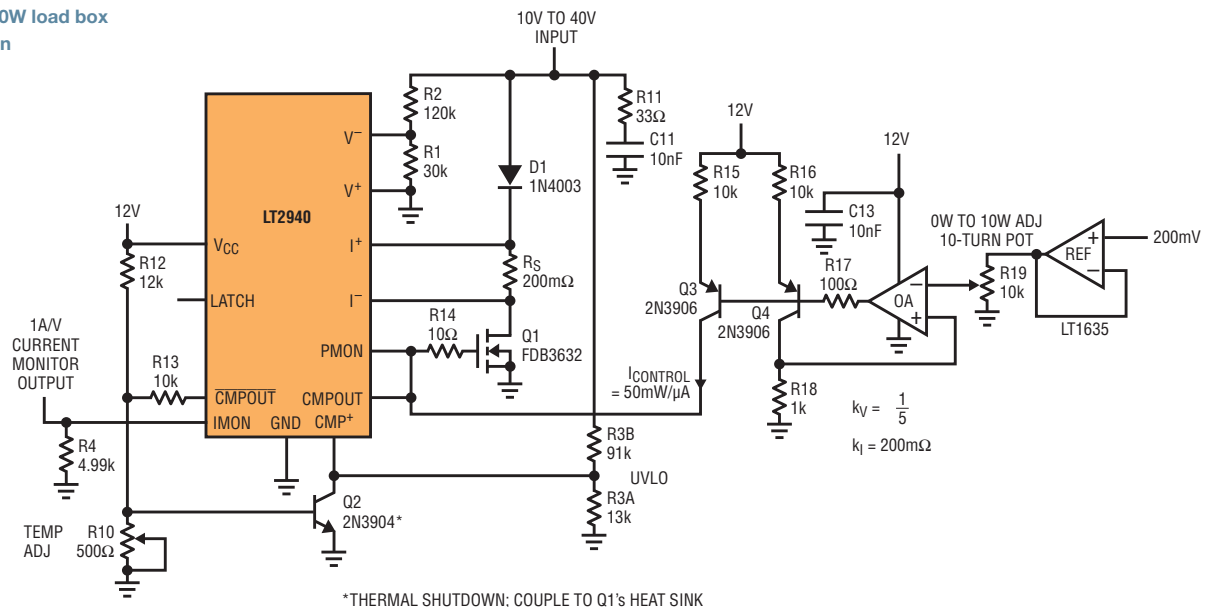 0W load box
n
10V TO 40V
INPUT
R2
120k
R11
33Ω
12V
C11
10nF
R1
30k
D1
1N4003
V−
V+
LT2940
12V
VCC
R12
12k
I+
RS
200mΩ
LATCH
I−
R15
10k
R16
10k
12V
C13
10nF
0W TO 10W ADJ
10-TURN POT
REF
+
−
200mV
R19
10k
LT1635
Q3
2N3906
Q4
2N3906
R17
100Ω
OA
−
+
1A/V
CURRENT
MONITOR
OUTPUT
PMON
R14
10Ω
Q1
FDB3632
R13
10k
CMPOUT
CMPOUT
IMON
GND
CMP+
ICONTROL
= 50mW/µA
R18
1k
kV = 1
5
kI = 200mΩ
R4
4.99k
R3B
91k
UVLO
R3A
13k
Q2
2N3904*
TEMP
ADJ
R10
500Ω
*THERMAL SHUTDOWN: COUPLE TO Q1's HEAT SINK